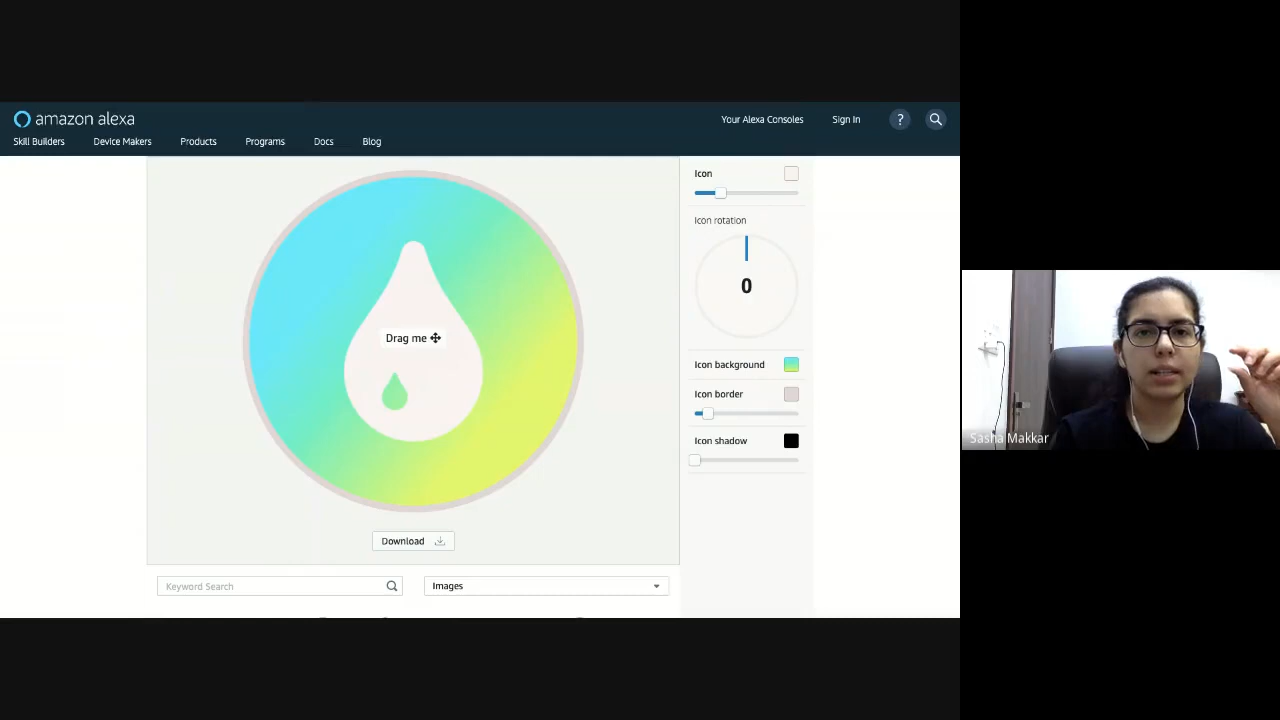 amazon alexa
Your Alexa Consoles
Sign In
?
Skill Builders
Device Makers
Products
Programs
Docs
Blog
Icon
Icon rotation
0
Drag me
Icon background
Icon border
Icon shadow
Download
Keyword Search
Images
Sasha Makkar